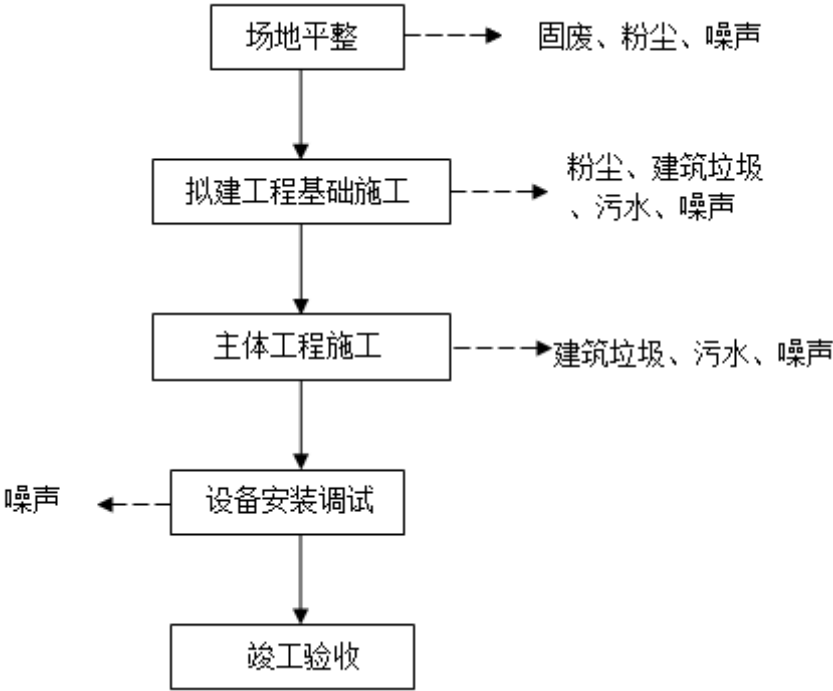 场地平整
固废、粉尘、噪声
拟建工程基础施工
粉尘、建筑垃圾
、污水、噪声
主体工程施工
建筑垃圾、污水、噪声
噪声
设备安装调试
竣工验收